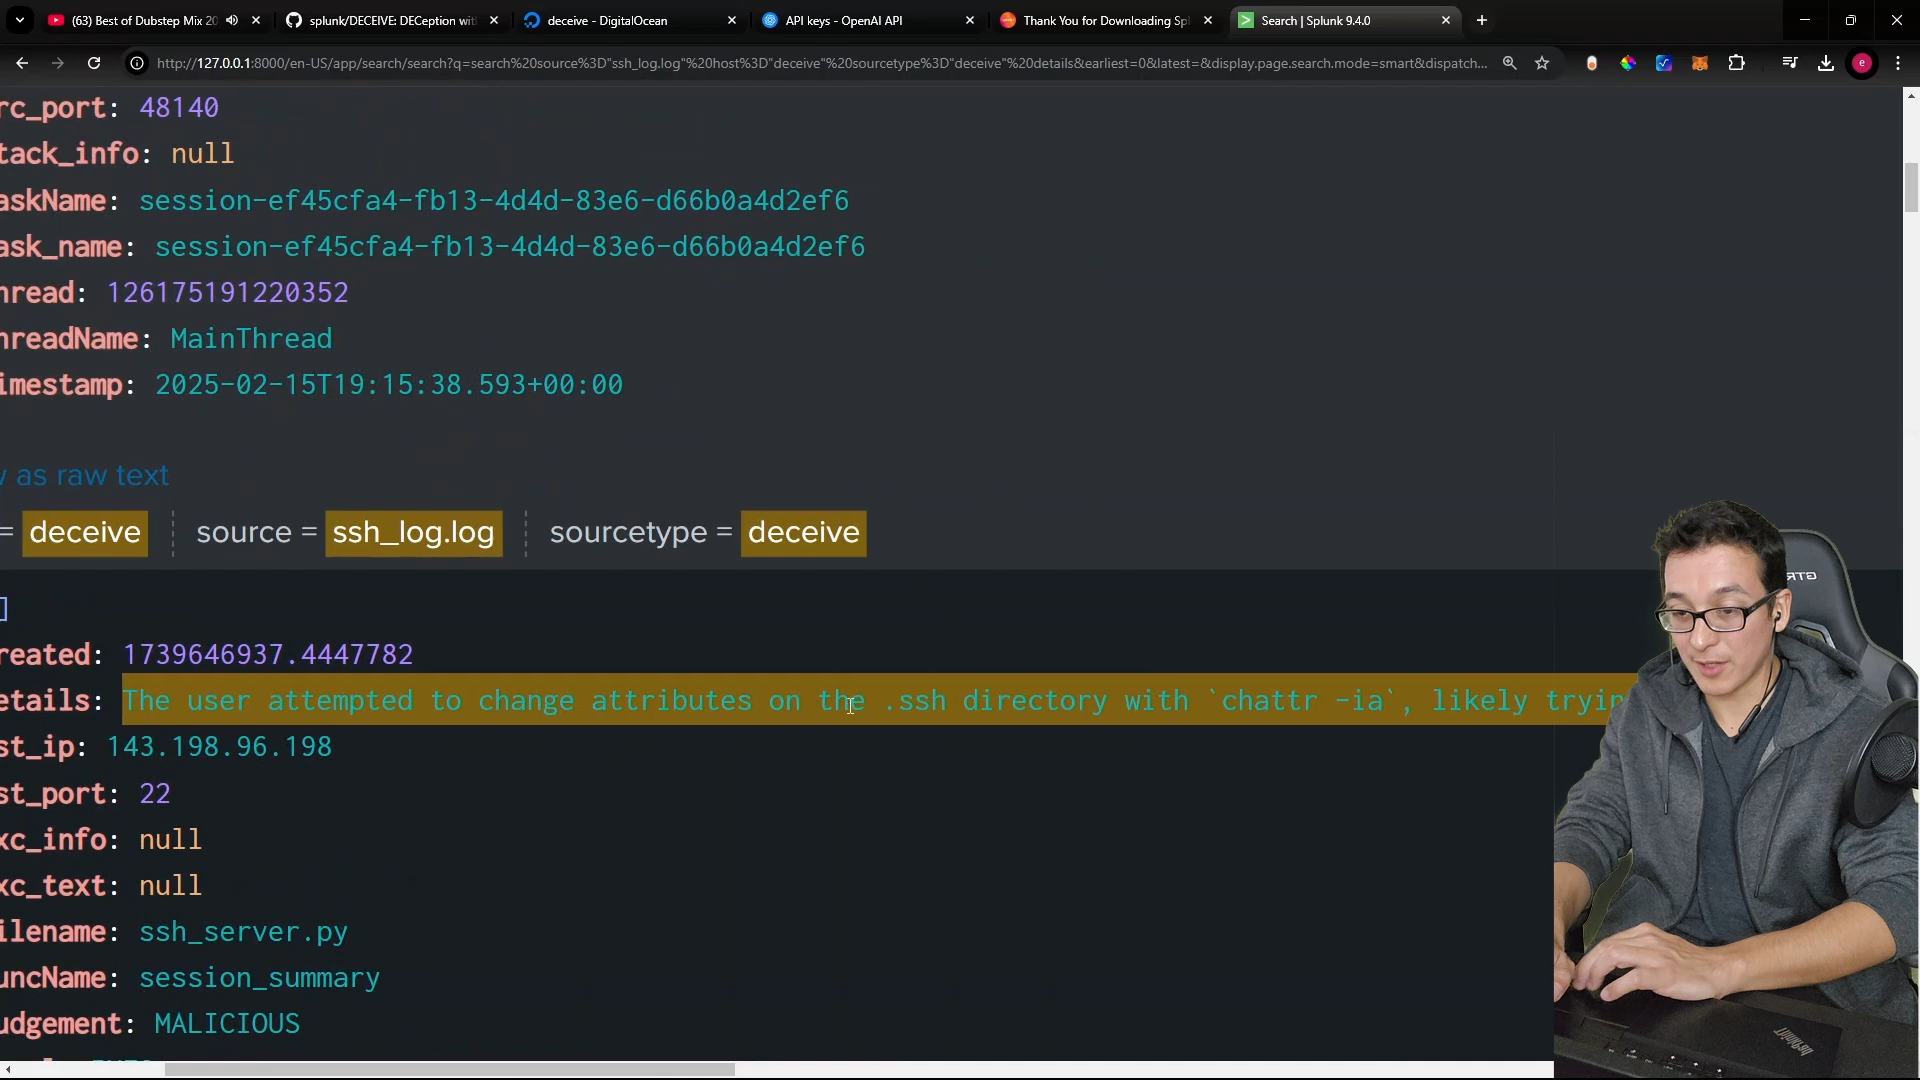 (63) Best of Dubstep Mix 20
splunk/DECEIVE: DECeption wit
deceive - DigitalOcean
API keys - OpenAI API
Thank You for Downloading Spl
Search | Splunk 9.4.0
http://127.0.0.1:8000/en-US/app/search/search?q=search%20source%3D"ssh_log.log"%20host%3D"deceive"%20sourcetype%3D"deceive"%20details&earliest=0&latest=&display.page.search.mode=smart&dispatch...
e
rc_port: 48140
tack_info: null
askName: session-ef45cfa4-fb13-4d4d-83e6-d66b0a4d2ef6
ask_name: session-ef45cfa4-fb13-4d4d-83e6-d66b0a4d2ef6
hread: 126175191220352
hreadName: MainThread
imestamp: 2025-02-15T19:15:38.593+00:00
w as raw text
= deceive source = ssh_log.log sourcetype = deceive
]
reated: 1739646937.4447782
etails: The user attempted to change attributes on the .ssh directory with `chattr -ia`, likely tryin
st_ip: 143.198.96.198
st_port: 22
xc_info: null
xc_text: null
ilename: ssh_server.py
uncName: session_summary
udgement: MALICIOUS
GTR